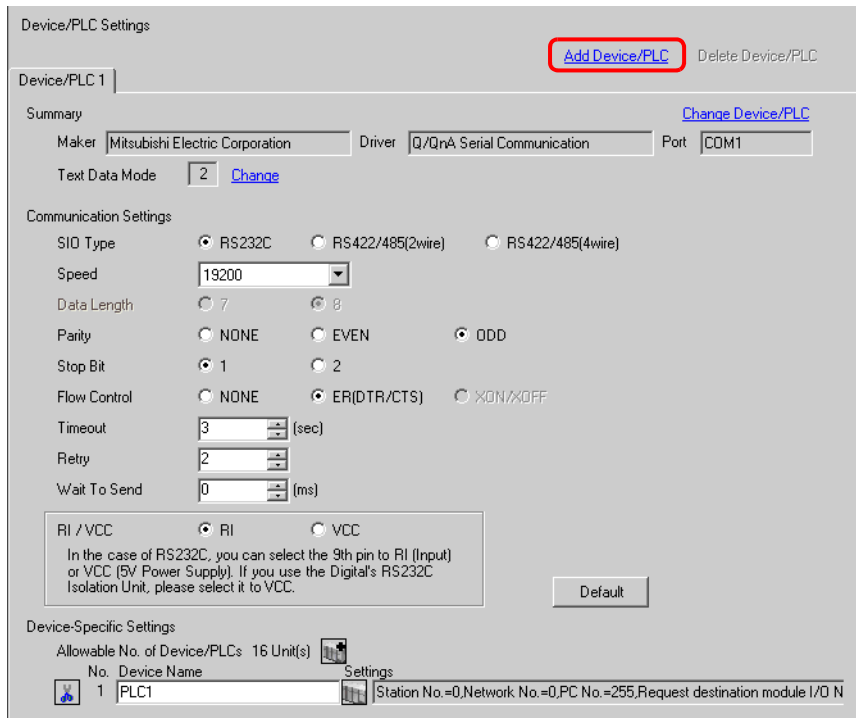 Device/PLC Settings
Add Device/PLC Delete Device/PLC
Device/PLC 1
Summary Change Device/PLC
Maker Mitsubishi Electric Corporation Driver Q/QnA Serial Communication Port COM1
Text Data Mode 2 Change
Communication Settings
SIO Type RS232C RS422/485(2wire) RS422/485(4wire)
Speed 19200
Data Length 7 8
Parity NONE EVEN ODD
Stop Bit 1 2
Flow Control NONE ER(DTR/CTS) XON/XOFF
Timeout 3 (sec)
Retry 2
Wait To Send 0 (ms)
RI / VCC RI VCC
In the case of RS232C, you can select the 9th pin to RI (Input)
or VCC (5V Power Supply). If you use the Digital's RS232C
Isolation Unit, please select it to VCC.
Default
Device-Specific Settings
Allowable No. of Device/PLCs 16 Unit(s)
No. Device Name Settings
1 PLC1 Station No.=0,Network No.=0,PC No.=255,Request destination module I/O N